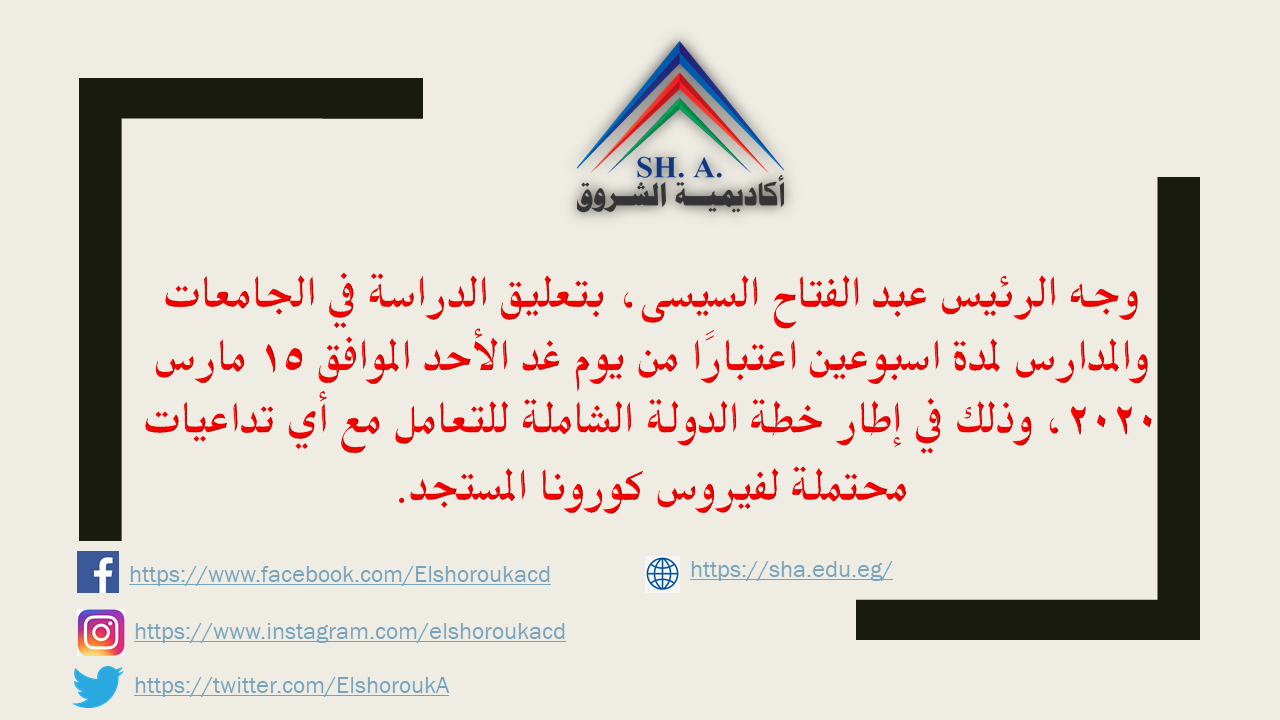 SH. A.
أكاديمية الشروق
وجه الرئيس عبد الفتاح السيسى، بتعليق الدراسة في الجامعات
والمدارس لمدة اسبوعين اعتبارًا من يوم غد الأحد الموافق ١٥ مارس
٢٠٢٠، وذلك في إطار خطة الدولة الشاملة للتعامل مع أي تداعيات
محتملة لفيروس كورونا المستجد.
https://www.facebook.com/Elshoroukacd
https://sha.edu.eg/
https://www.instagram.com/elshoroukacd
https://twitter.com/ElshoroukA